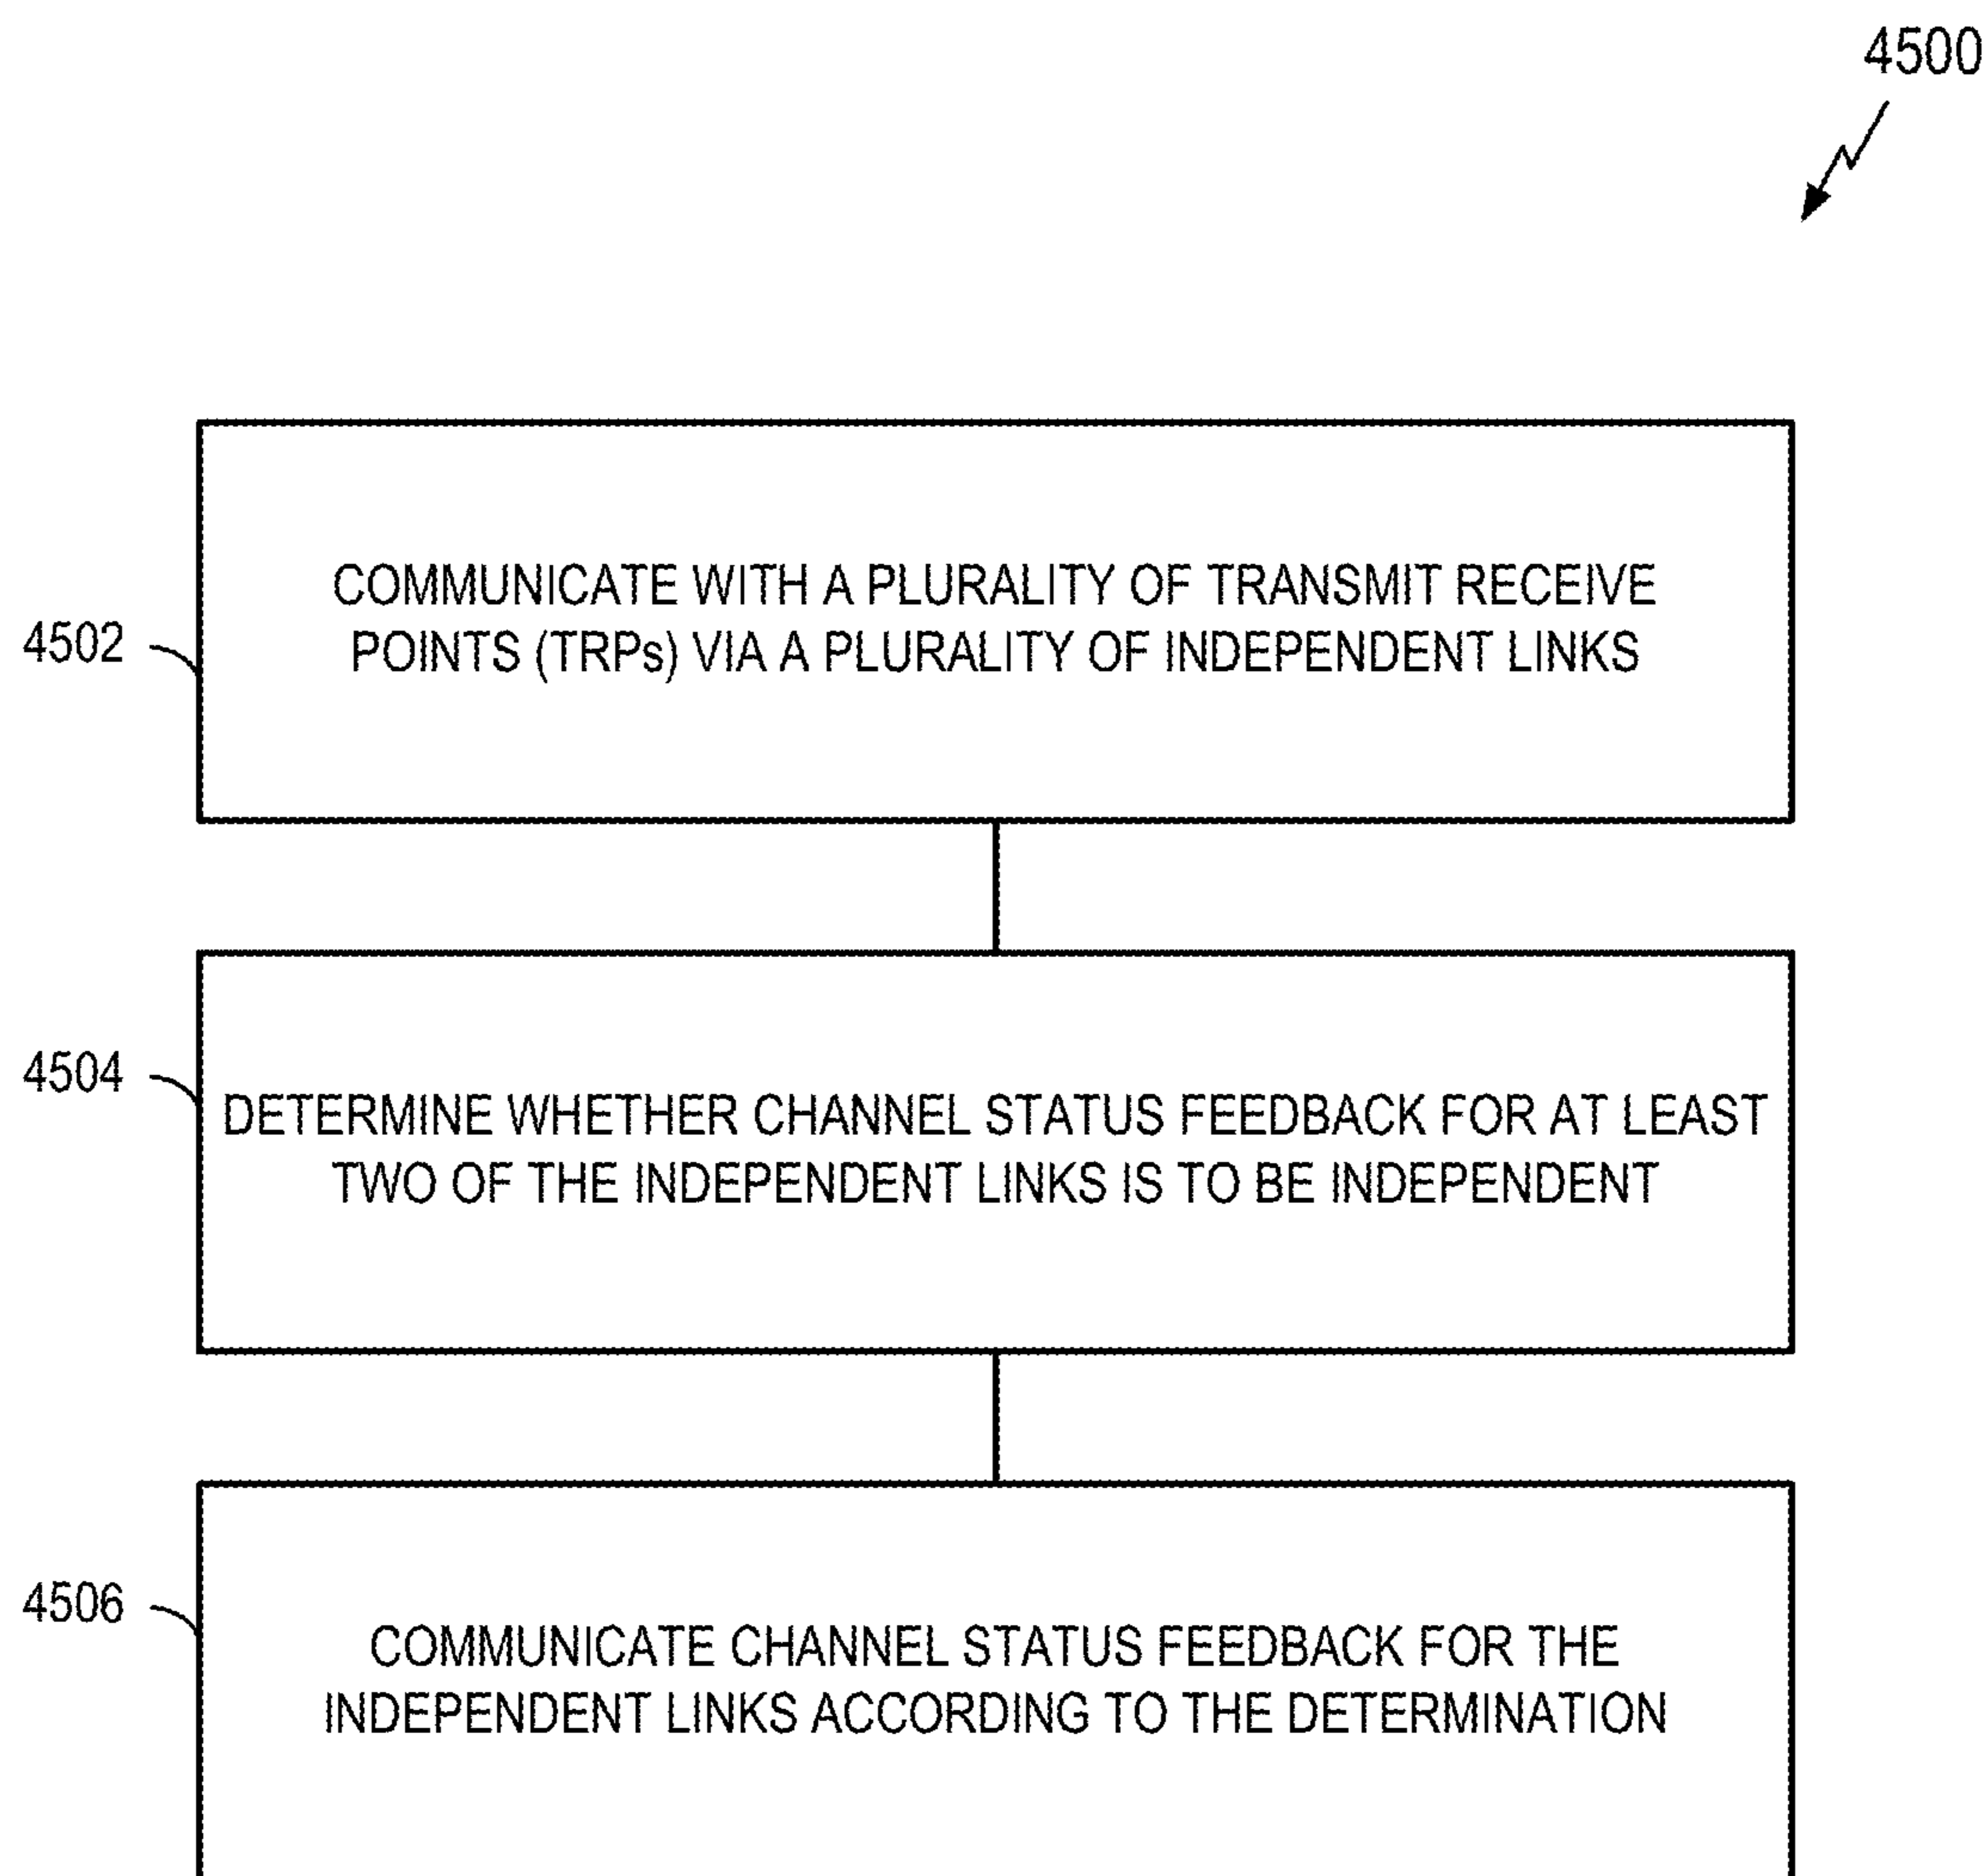 4500
4502
COMMUNICATE WITH A PLURALITY OF TRANSMIT RECEIVE
POINTS (TRPs) VIA A PLURALITY OF INDEPENDENT LINKS
4504
DETERMINE WHETHER CHANNEL STATUS FEEDBACK FOR AT LEAST
TWO OF THE INDEPENDENT LINKS IS TO BE INDEPENDENT
4506
COMMUNICATE CHANNEL STATUS FEEDBACK FOR THE
INDEPENDENT LINKS ACCORDING TO THE DETERMINATION